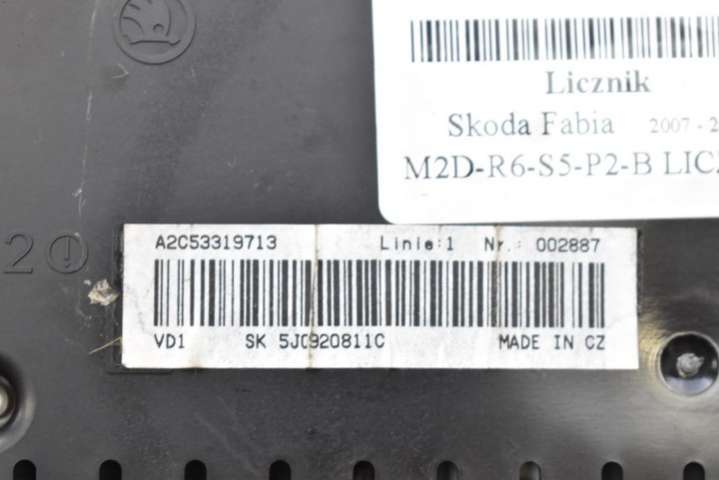 Licznik
Skoda Fabia 2007 - 2
M2D-R6-S5-P2-B LIC
A2C53319713 Linie:1 Nr.: 002887
2
VD1 SK 5J0920811C MADE IN CZ